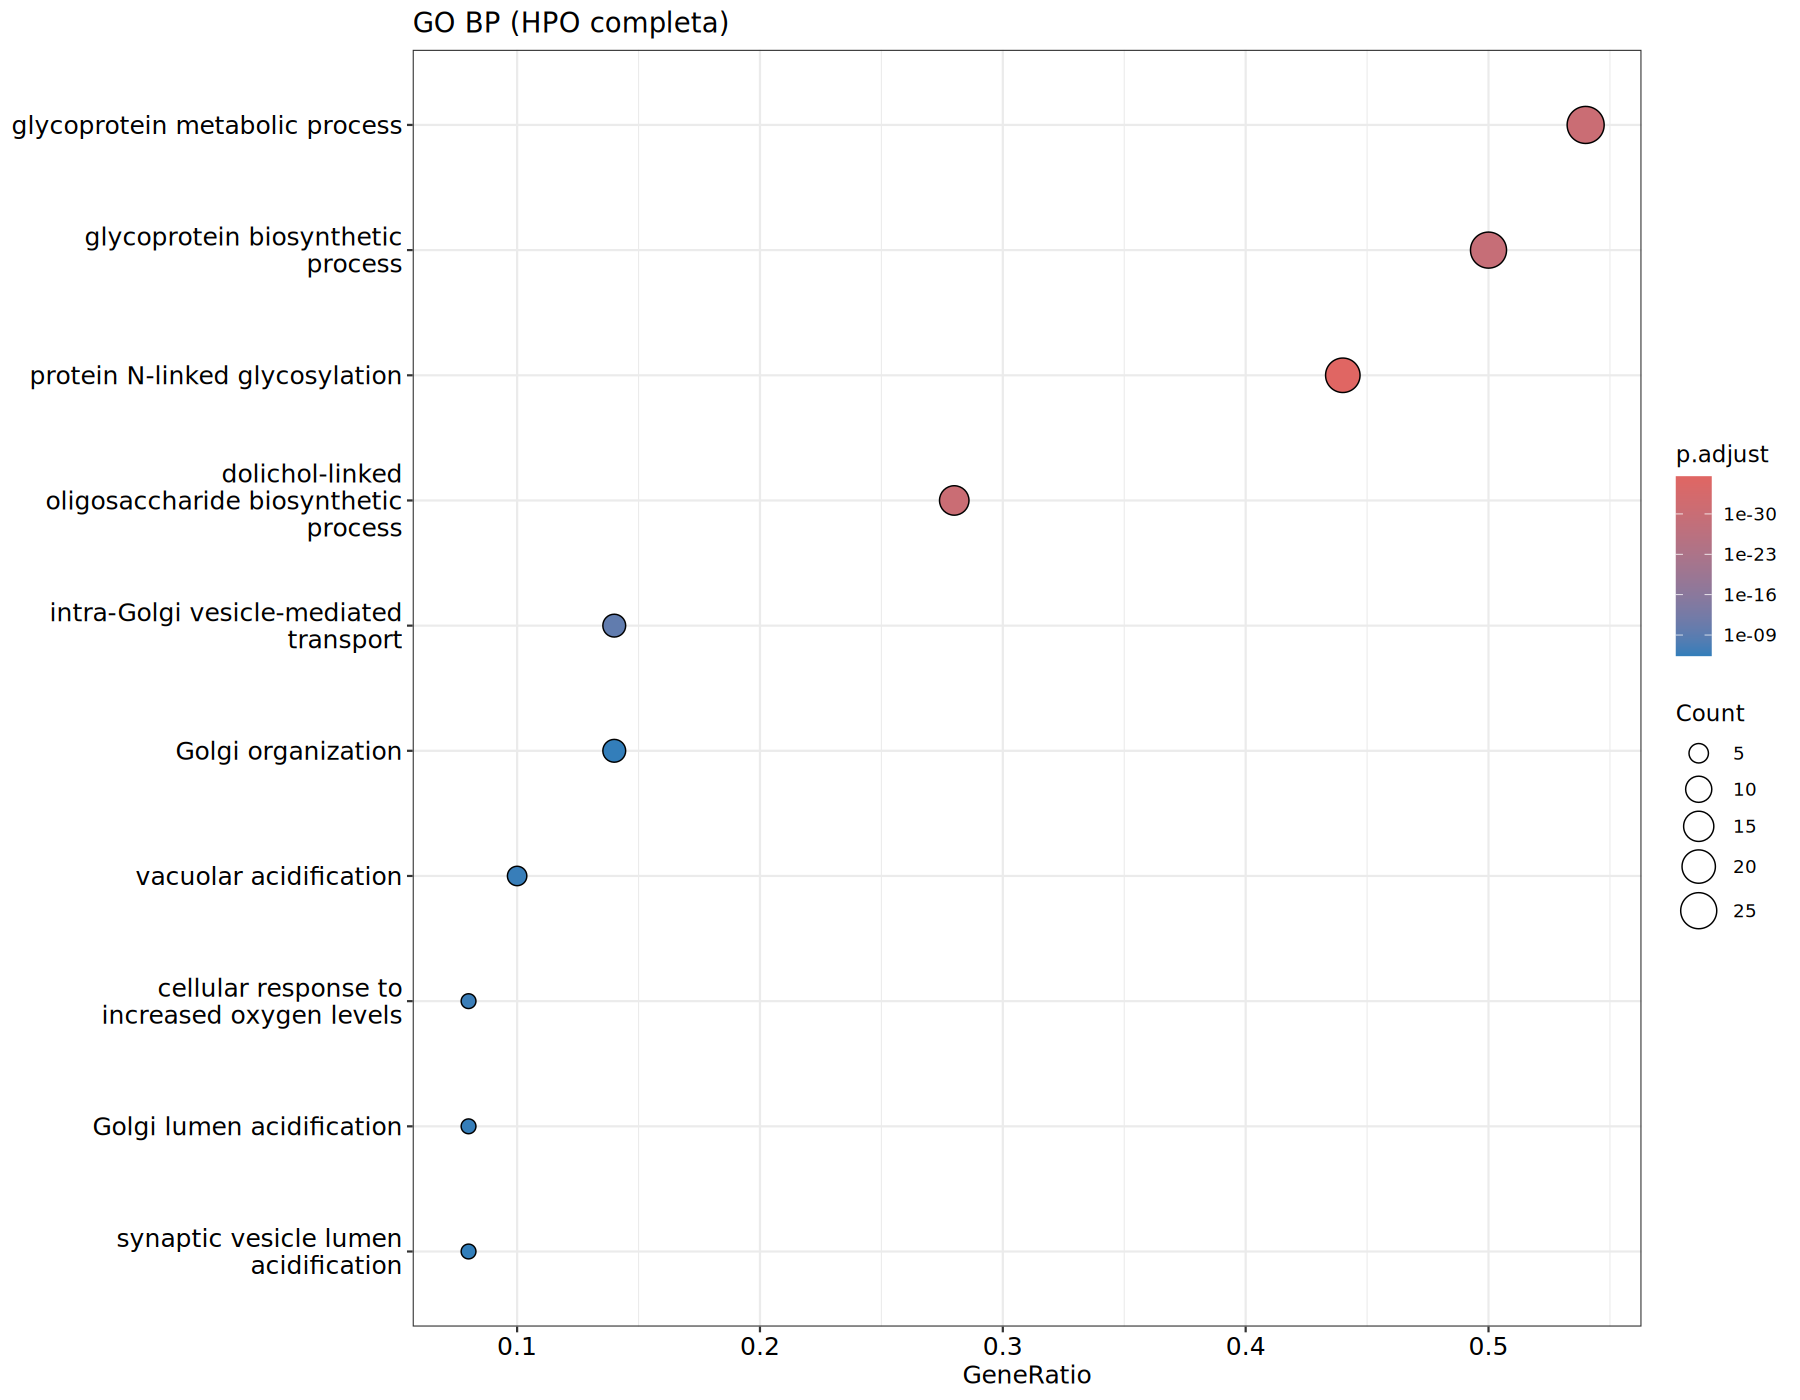 GO BP (HPO completa)
glycoprotein metabolic process
glycoprotein biosynthetic
process
protein N-linked glycosylation
dolichol-linked
oligosaccharide biosynthetic
process
intra-Golgi vesicle-mediated
transport
Golgi organization
vacuolar acidification
cellular response to
increased oxygen levels
Golgi lumen acidification
synaptic vesicle lumen
acidification
0.1 0.2 0.3 0.4 0.5
GeneRatio
p.adjust
1e-30
1e-23
1e-16
1e-09
Count
5
10
15
20
25